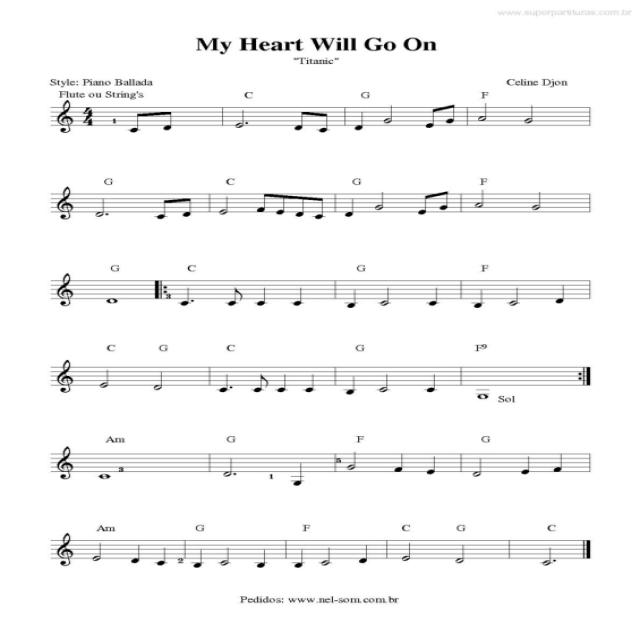 www.superpartituras.com.br
My Heart Will Go On
"Titanic"
Style: Piano Ballada
Celine Djon
Flute ou String's
C G F
4
4
1
G C G F
G C G F
3
C G C G F9
Sol
Am G F G
3 1 5
Am G F C G C
2
Pedidos: www.nel-som.com.br